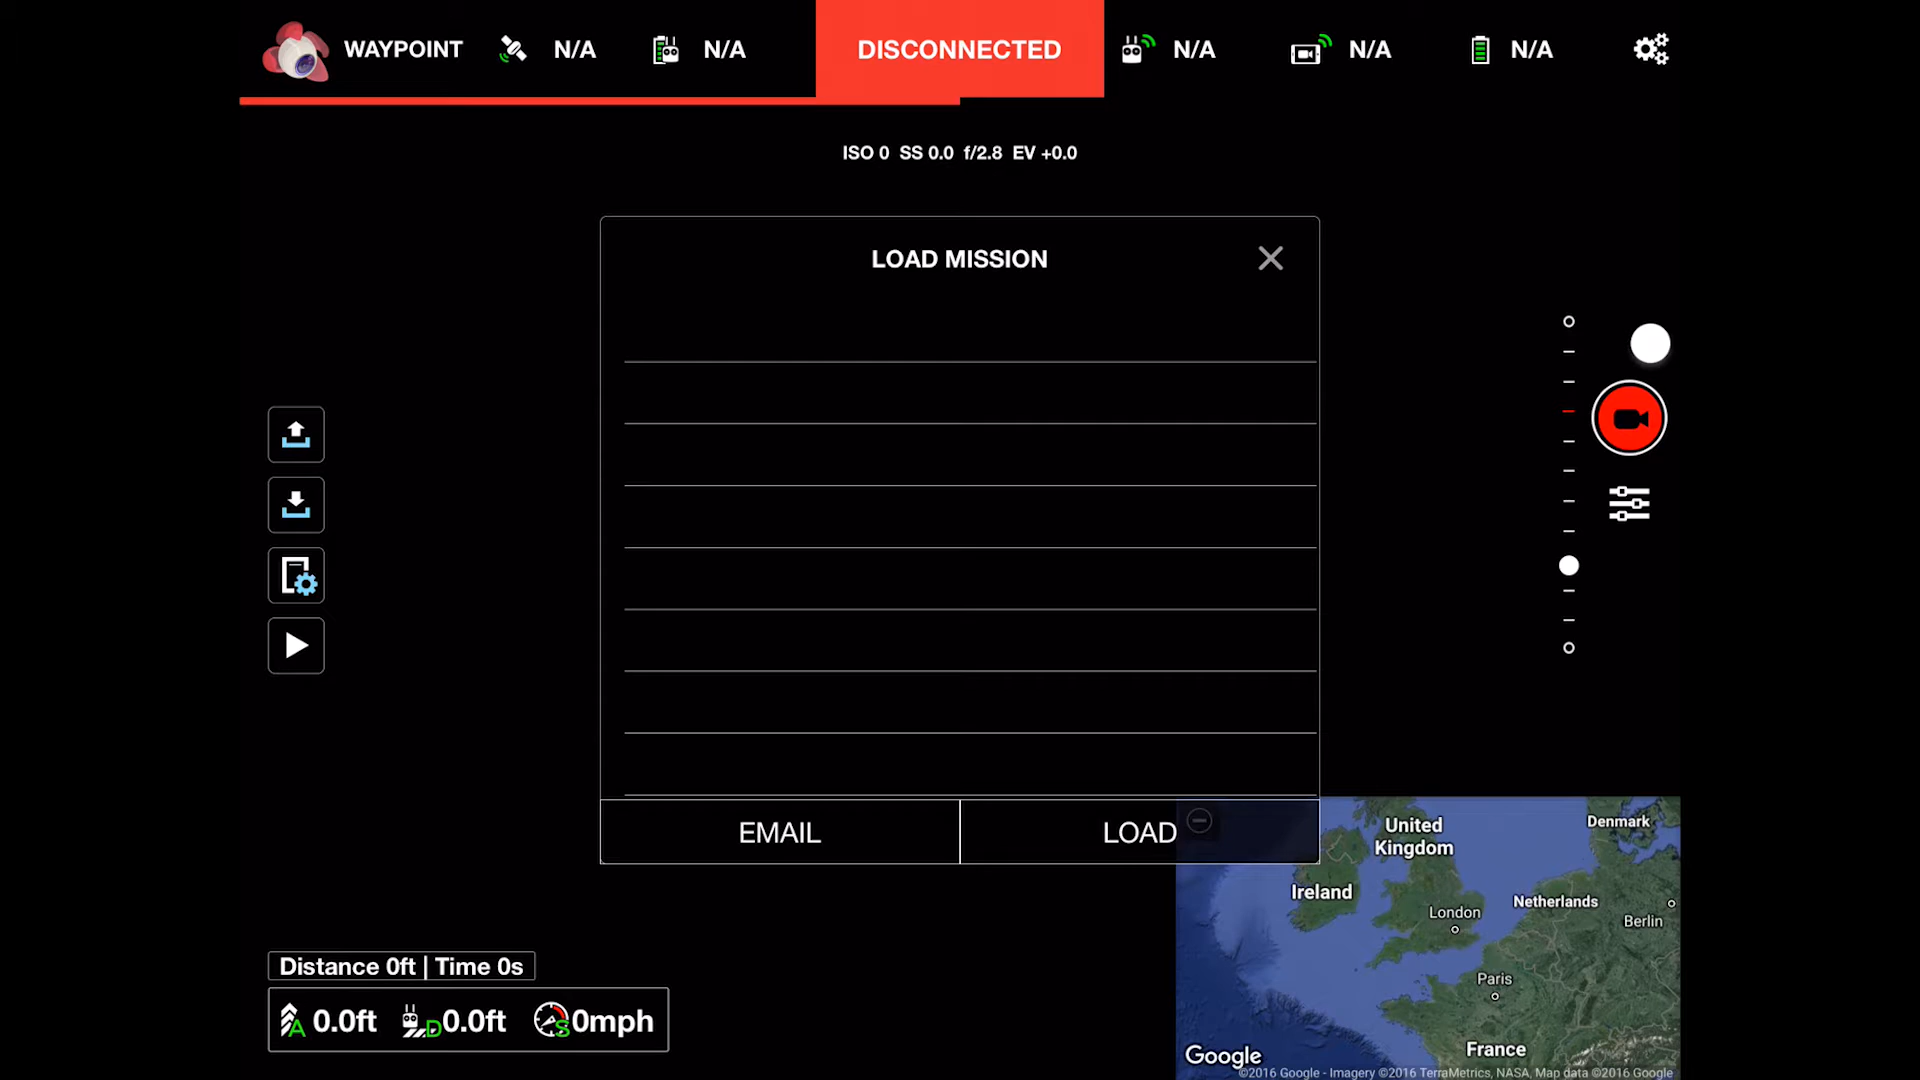 WAYPOINT N/A N/A DISCONNECTED N/A N/A N/A
ISO 0 SS 0.0 f/2.8 EV +0.0
LOAD MISSION
EMAIL LOAD
United
Kingdom
Denmark
Ireland
Netherlands
London
Berlin
Paris
France
Google
©2016 Google - Imagery ©2016 TerraMetrics, NASA, Map data ©2016 Google
Distance 0ft | Time 0s
A 0.0ft D 0.0ft S 0mph